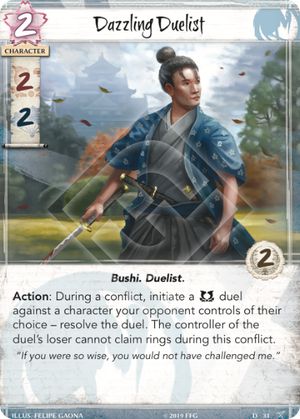 2
Dazzling Duelist
CHARACTER
2
2
2
Bushi. Duelist.
Action: During a conflict, initiate a duel
against a character your opponent controls of their
choice – resolve the duel. The controller of the
duel's loser cannot claim rings during this conflict.
"If you were so wise, you would not have challenged me."
ILLUS: FELIPE GAONA
©2019 FFG
D 31